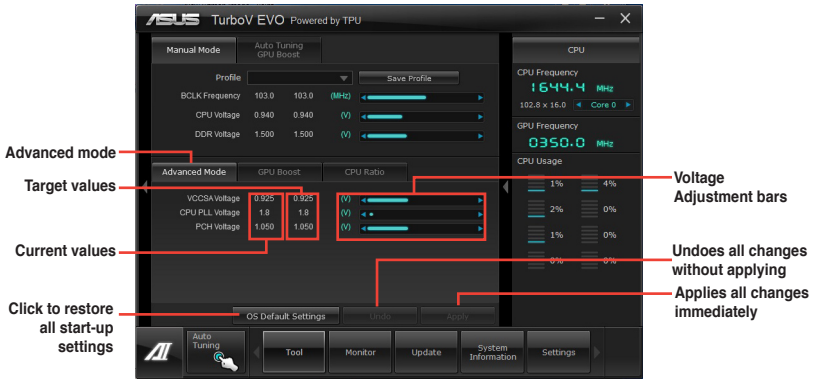 ASUS TurboV EVO Powered by TPU
Manual Mode
Auto Tuning
GPU Boost
Profile
Save Profile
BCLK Frequency 103.0 103.0 (MHz)
CPU Voltage 0.940 0.940 (V)
DDR Voltage 1.500 1.500 (V)
Advanced Mode
GPU Boost
CPU Ratio
VCCSA Voltage 0.925 0.925 (V)
CPU PLL Voltage 1.8 1.8 (V)
PCH Voltage 1.050 1.050 (V)
OS Default Settings
Undo
Apply
CPU
CPU Frequency
1644.4 MHz
102.8 x 16.0 Core 0
GPU Frequency
0350.0 MHz
CPU Usage
1% 4%
2% 0%
1% 0%
0% 0%
Auto
Tuning
Tool
Monitor
Update
System
Information
Settings
Advanced mode
Target values
Current values
Click to restore
all start-up
settings
Voltage
Adjustment bars
Undoes all changes
without applying
Applies all changes
immediately